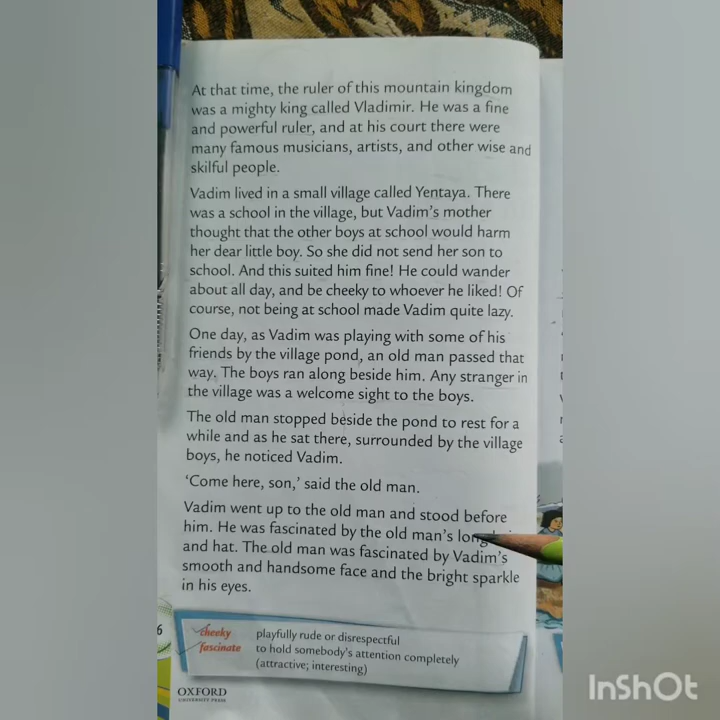 At that time, the ruler of this mountain kingdom
was a mighty king called Vladimir. He was a fine
and powerful ruler, and at his court there were
many famous musicians, artists, and other wise and
skilful people.
Vadim lived in a small village called Yentaya. There
was a school in the village, but Vadim's mother
thought that the other boys at school would harm
her dear little boy. So she did not send her son to
school. And this suited him fine! He could wander
about all day, and be cheeky to whoever he liked! Of
course, not being at school made Vadim quite lazy.
One day, as Vadim was playing with some of his
friends by the village pond, an old man passed that
way. The boys ran along beside him. Any stranger in
the village was a welcome sight to the boys.
The old man stopped beside the pond to rest for a
while and as he sat there, surrounded by the village
boys, he noticed Vadim.
'Come here, son,' said the old man.
Vadim went up to the old man and stood before
him. He was fascinated by the old man's long
and hat. The old man was fascinated by Vadim's
smooth and handsome face and the bright sparkle
in his eyes.
6
cheeky playfully rude or disrespectful
fascinate to hold somebody's attention completely
(attractive; interesting)
OXFORD
UNIVERSITY PRESS
InShOt